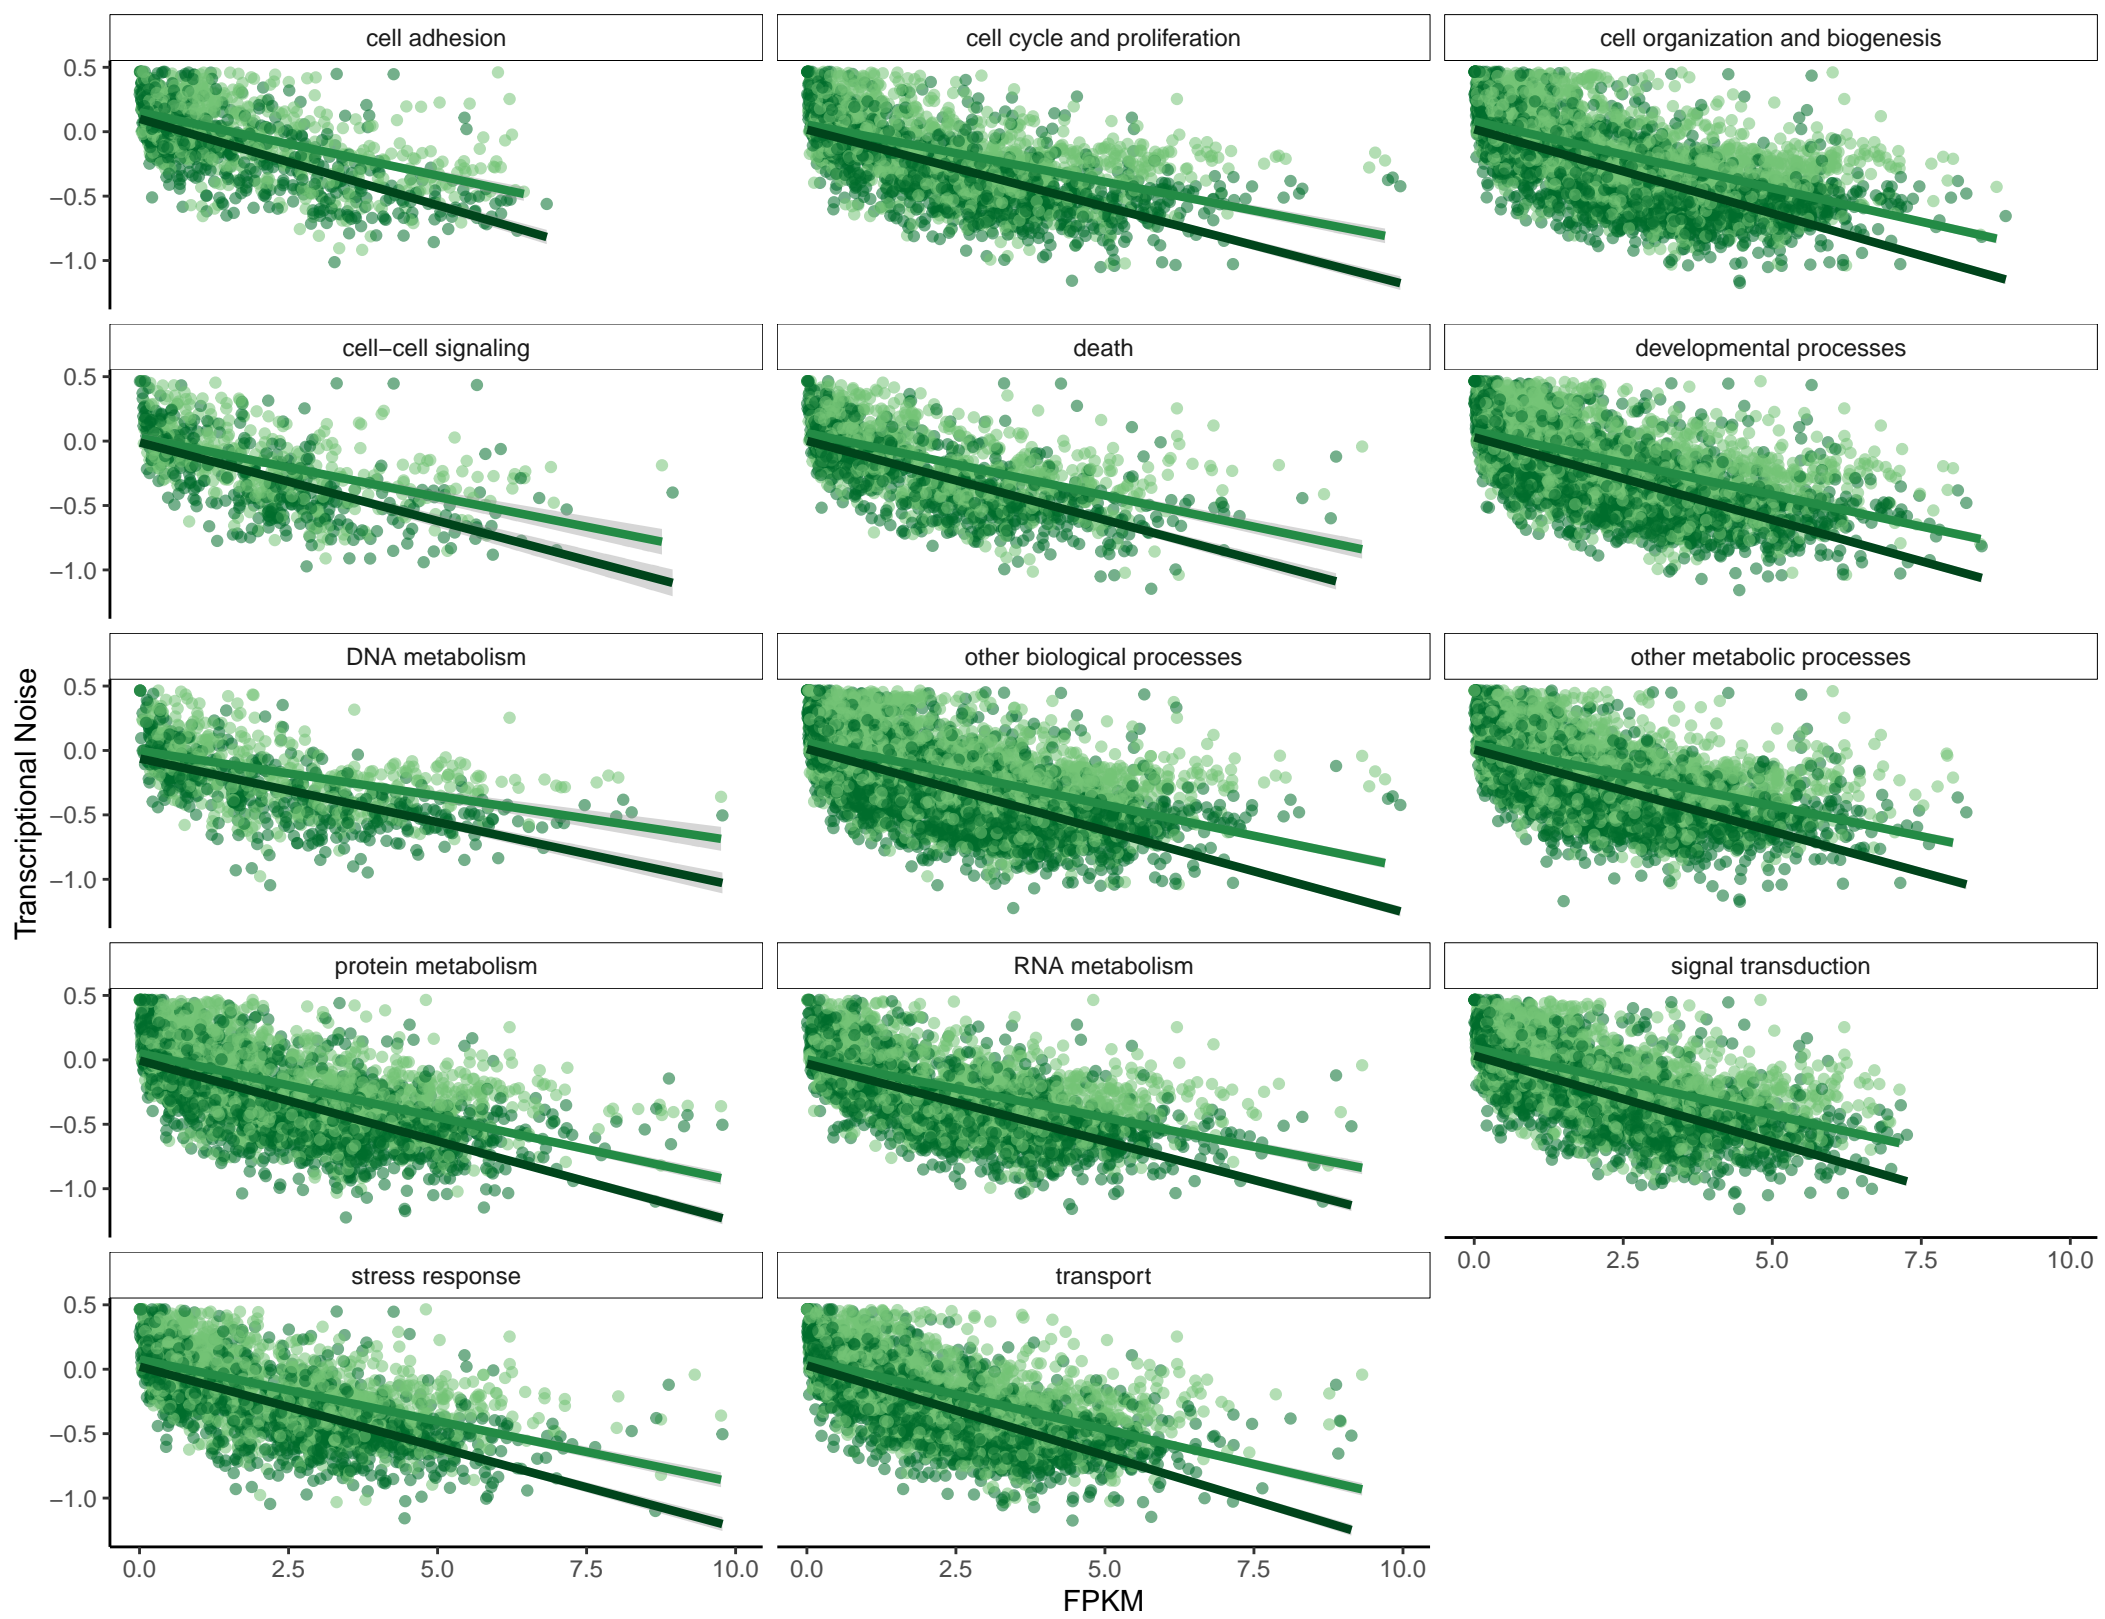 cell adhesion
cell cycle and proliferation
cell organization and biogenesis
0.5
0.0
−0.5
−1.0
cell−cell signaling
death
developmental processes
0.5
0.0
−0.5
−1.0
DNA metabolism
other biological processes
other metabolic processes
0.5
0.0
−0.5
−1.0
Transcriptional Noise
protein metabolism
RNA metabolism
signal transduction
0.5
0.0
−0.5
−1.0
0.0 2.5 5.0 7.5 10.0
stress response
transport
0.5
0.0
−0.5
−1.0
0.0 2.5 5.0 7.5 10.0
0.0 2.5 5.0 7.5 10.0
FPKM